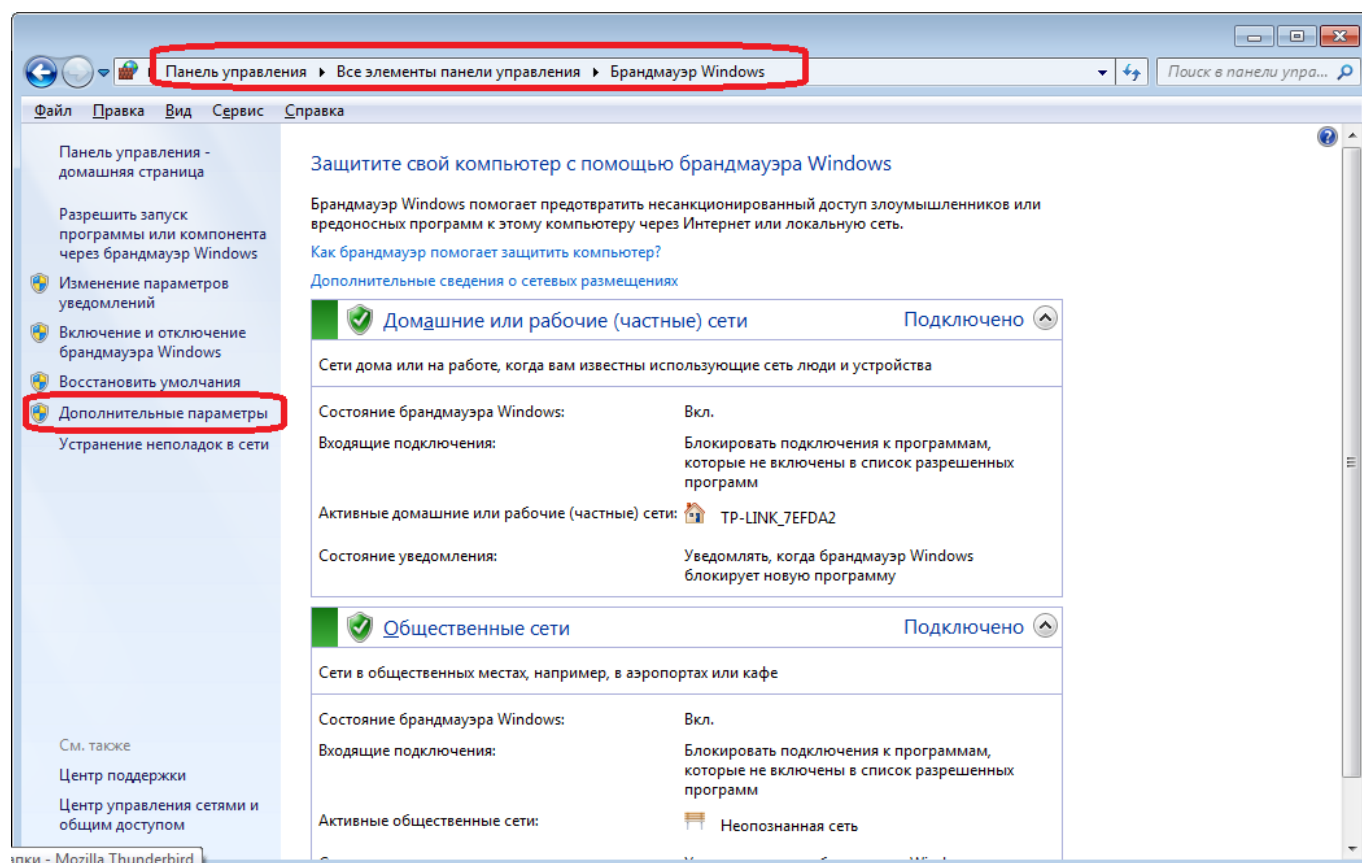 Панель управления ▸ Все элементы панели управления ▸ Брандмауэр Windows
Поиск в панели упра...
Файл Правка Вид Сервис Справка
Панель управления -
домашняя страница
Разрешить запуск
программы или компонента
через брандмауэр Windows
Изменение параметров
уведомлений
Включение и отключение
брандмауэра Windows
Восстановить умолчания
Дополнительные параметры
Устранение неполадок в сети
См. также
Центр поддержки
Центр управления сетями и
общим доступом
Защитите свой компьютер с помощью брандмауэра Windows
Брандмауэр Windows помогает предотвратить несанкционированный доступ злоумышленников или
вредоносных программ к этому компьютеру через Интернет или локальную сеть.
Как брандмауэр помогает защитить компьютер?
Дополнительные сведения о сетевых размещениях
Домашние или рабочие (частные) сети Подключено
Сети дома или на работе, когда вам известны использующие сеть люди и устройства
Состояние брандмауэра Windows: Вкл.
Входящие подключения: Блокировать подключения к программам,
которые не включены в список разрешенных
программ
Активные домашние или рабочие (частные) сети: TP-LINK_7EFDA2
Состояние уведомления: Уведомлять, когда брандмауэр Windows
блокирует новую программу
Общественные сети Подключено
Сети в общественных местах, например, в аэропортах или кафе
Состояние брандмауэра Windows: Вкл.
Входящие подключения: Блокировать подключения к программам,
которые не включены в список разрешенных
программ
Активные общественные сети: Неопознанная сеть
- Mozilla Thunderbird